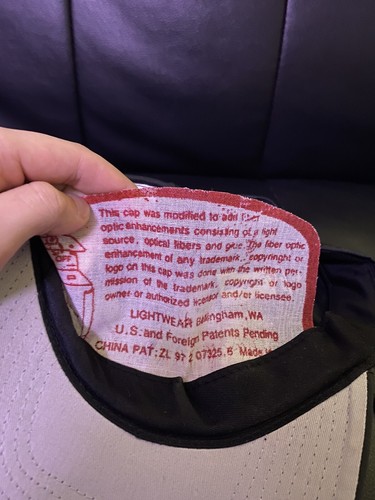 This cap was modified to add fiber
optic enhancements consisting of a light
source, optical fibers and glue. The fiber optic
enhancement of any trademark, copyright or
logo on this cap was done with the written per-
mission of the trademark, copyright or logo
owner or authorized licensor and/or licensee.
LIGHTWEAR Bellingham, WA
U.S. and Foreign Patents Pending
CHINA PAT: ZL 97 2 07325.6 Made